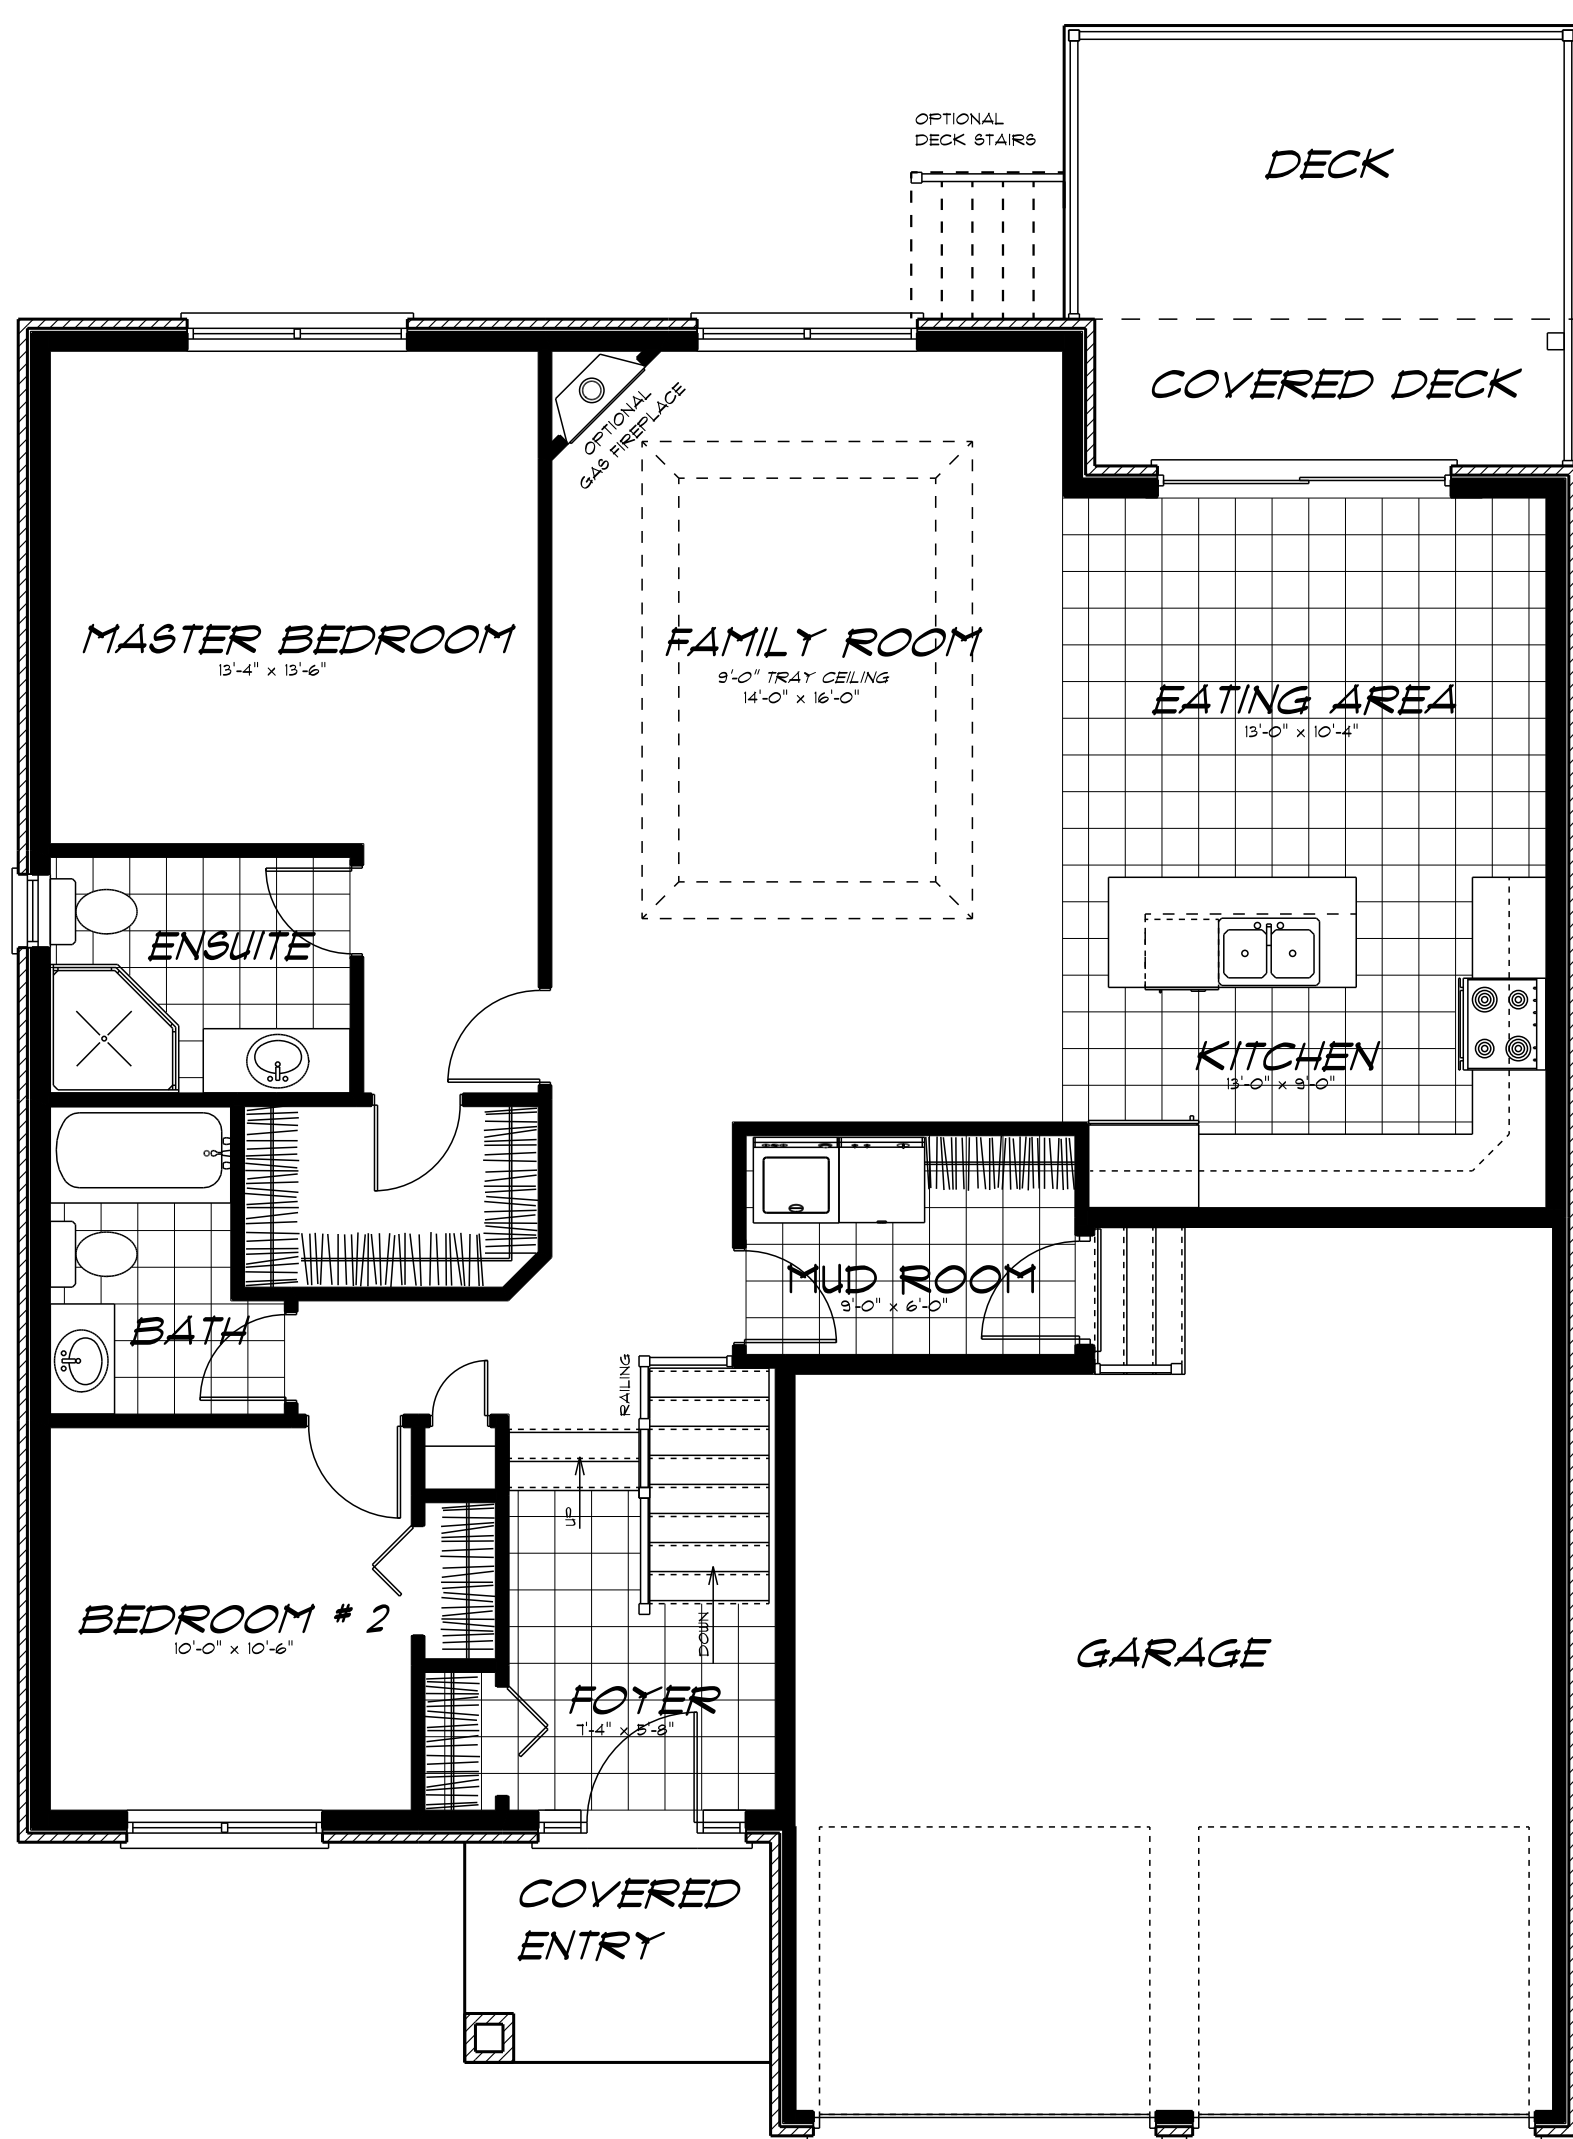 OPTIONAL
DECK STAIRS
DECK
COVERED DECK
OPTIONAL
GAS FIREPLACE
MASTER BEDROOM
13'-4" x 13'-6"
FAMILY ROOM
9'-0" TRAY CEILING
14'-0" x 16'-0"
EATING AREA
13'-0" x 10'-4"
ENSUITE
KITCHEN
13'-0" x 9'-0"
MUD ROOM
9'-0" x 6'-0"
BATH
RAILING
UP
BEDROOM # 2
10'-0" x 10'-6"
DOWN
GARAGE
FOYER
7'-4" x 5'-8"
COVERED
ENTRY